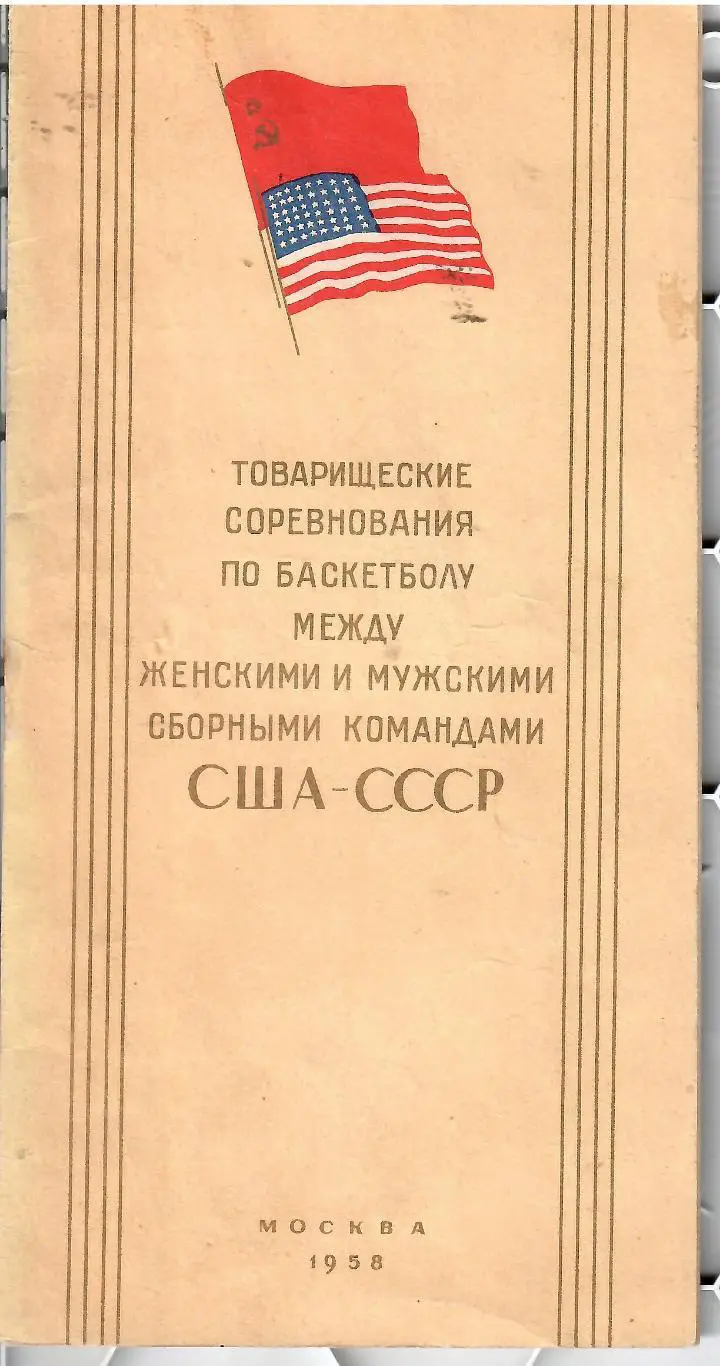 ТОВАРИЩЕСКИЕ
СОРЕВНОВАНИЯ
ПО БАСКЕТБОЛУ
МЕЖДУ
ЖЕНСКИМИ И МУЖСКИМИ
СБОРНЫМИ КОМАНДАМИ
США-СССР
МОСКВА
1958